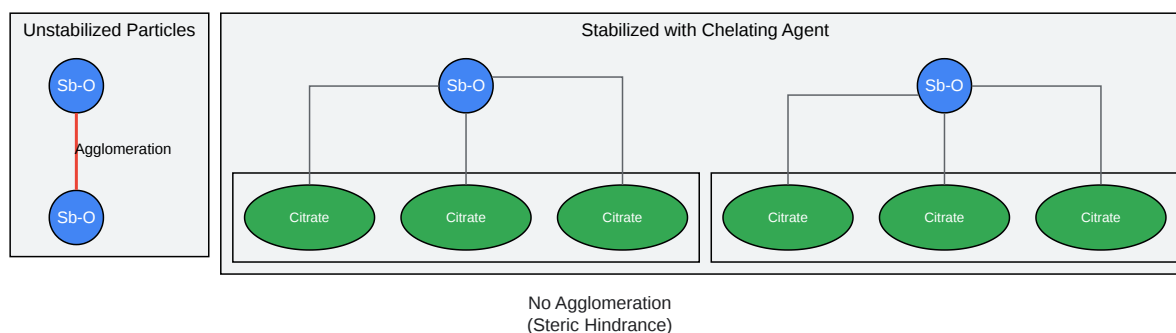 Unstabilized Particles
Sb-O
Agglomeration
Sb-O
Stabilized with Chelating Agent
Sb-O
Sb-O
Citrate
Citrate
Citrate
Citrate
Citrate
Citrate
No Agglomeration
(Steric Hindrance)